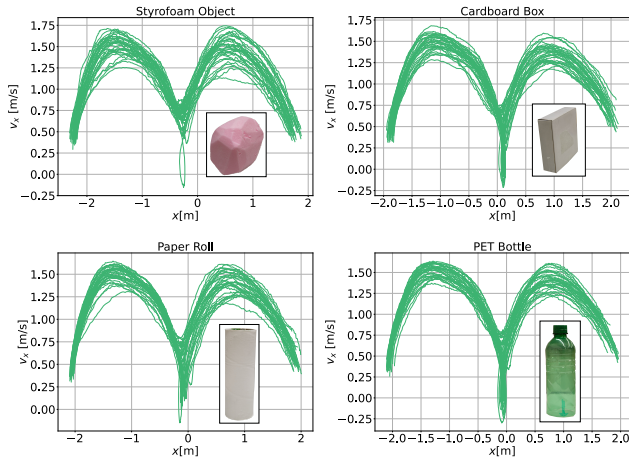 Styrofoam Object
1.75
1.50
1.25
1.00
0.75
0.50
0.25
0.00
−0.25
v_x [m/s]
−2 −1 0 1 2
x[m]
Cardboard Box
1.75
1.50
1.25
1.00
0.75
0.50
0.25
0.00
−0.25
v_x [m/s]
−2.0 −1.5 −1.0 −0.5 0.0 0.5 1.0 1.5 2.0
x[m]
Paper Roll
1.50
1.25
1.00
0.75
0.50
0.25
0.00
v_x [m/s]
−2 −1 0 1 2
x[m]
PET Bottle
1.50
1.25
1.00
0.75
0.50
0.25
0.00
−0.25
v_x [m/s]
−2.0 −1.5 −1.0 −0.5 0.0 0.5 1.0 1.5 2.0
x[m]